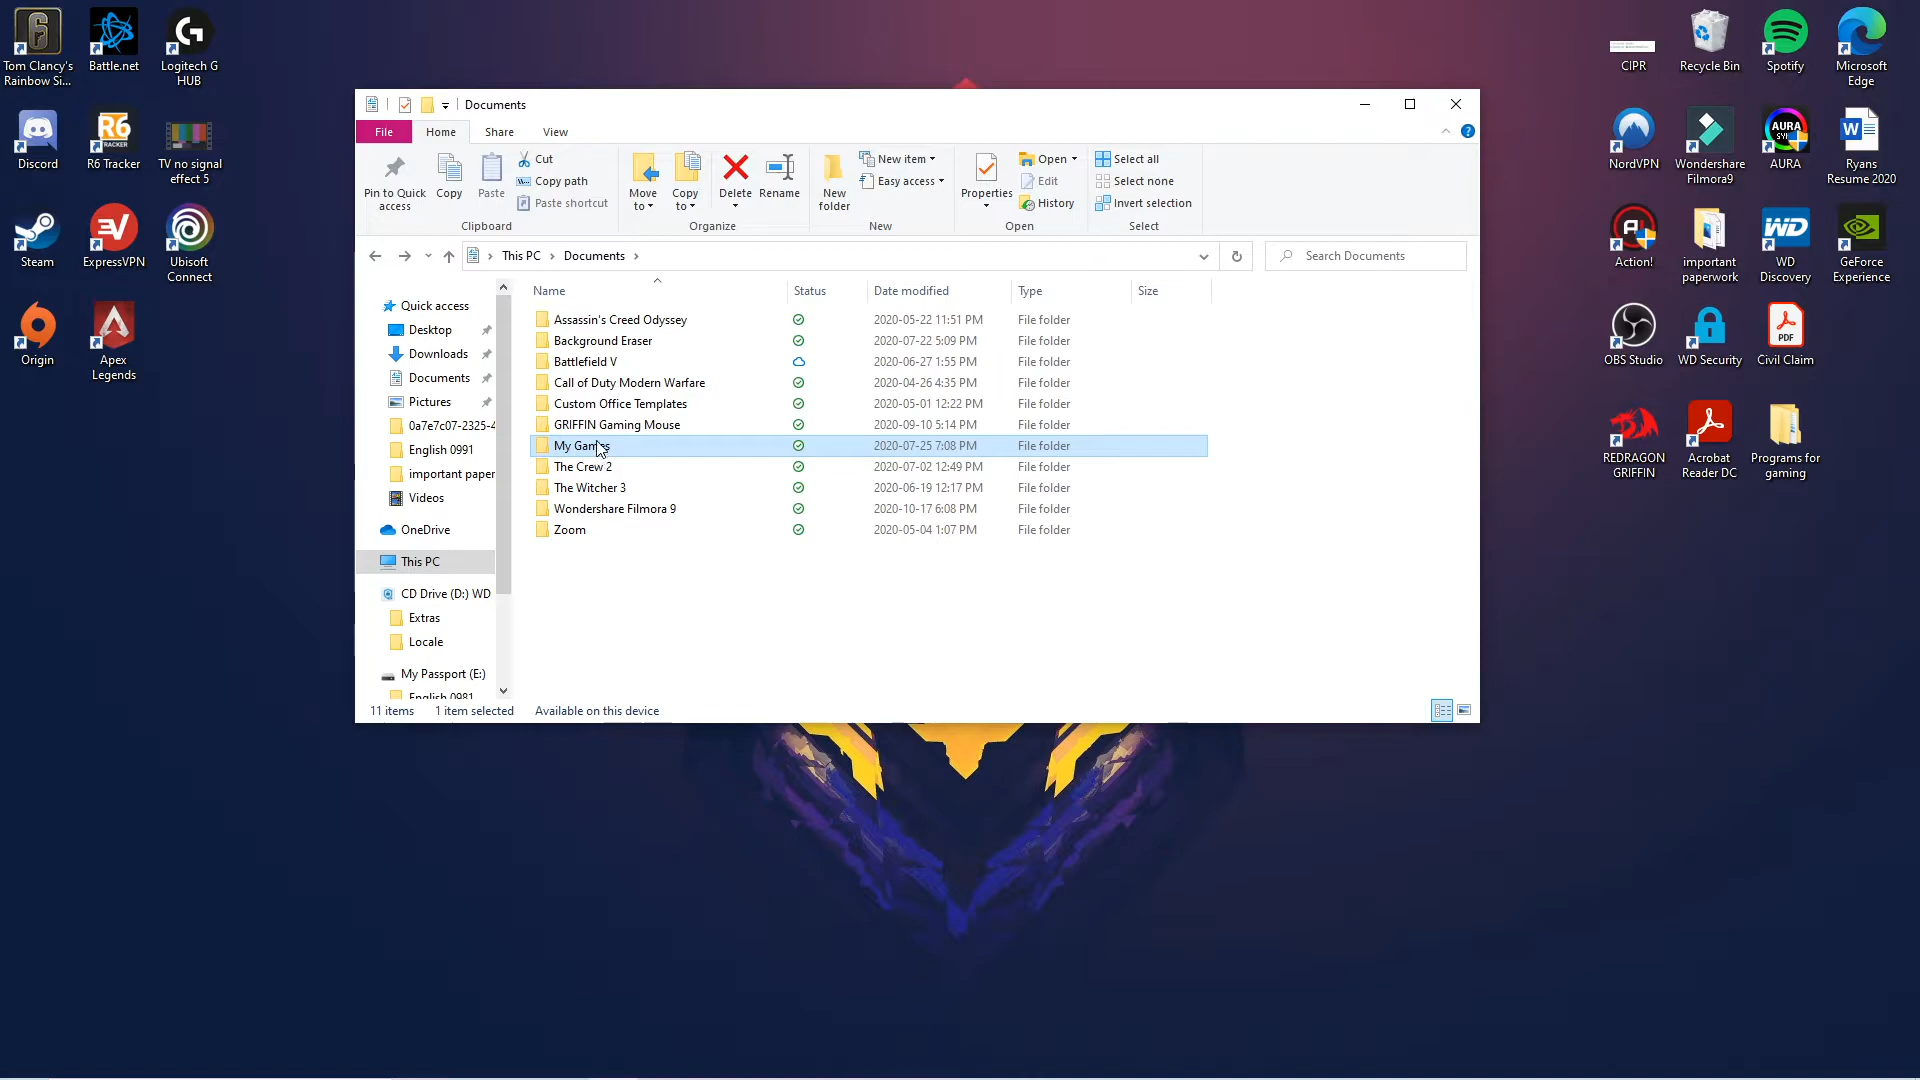 Tom Clancy's
Rainbow Si...
Battle.net
Logitech G
HUB
Discord
R6
TRACKER
R6 Tracker
TV no signal
effect 5
Steam
ExpressVPN
Ubisoft
Connect
Origin
Apex
Legends
Documents
File
Home
Share
View
Pin to Quick
access
Copy
Paste
Cut
Copy path
Paste shortcut
Clipboard
Move
to
Copy
to
Delete
Rename
Organize
New
folder
New item
Easy access
New
Properties
Open
Edit
History
Open
Select all
Select none
Invert selection
Select
This PC > Documents >
Search Documents
Quick access
Desktop
Downloads
Documents
Pictures
0a7e7c07-2325-4
English 0991
important paper
Videos
OneDrive
This PC
CD Drive (D:) WD
Extras
Locale
My Passport (E:)
English 0981
Name Status Date modified Type Size
Assassin's Creed Odyssey 2020-05-22 11:51 PM File folder
Background Eraser 2020-07-22 5:09 PM File folder
Battlefield V 2020-06-27 1:55 PM File folder
Call of Duty Modern Warfare 2020-04-26 4:35 PM File folder
Custom Office Templates 2020-05-01 12:22 PM File folder
GRIFFIN Gaming Mouse 2020-09-10 5:14 PM File folder
My Games 2020-07-25 7:08 PM File folder
The Crew 2 2020-07-02 12:49 PM File folder
The Witcher 3 2020-06-19 12:17 PM File folder
Wondershare Filmora 9 2020-10-17 6:08 PM File folder
Zoom 2020-05-04 1:07 PM File folder
11 items 1 item selected Available on this device
CIPR
Recycle Bin
Spotify
Microsoft
Edge
NordVPN
Wondershare
Filmora9
AURA
AURA
Ryans
Resume 2020
Action!
important
paperwork
WD
WD
Discovery
GeForce
Experience
OBS Studio
WD Security
PDF
Civil Claim
REDRAGON
GRIFFIN
Acrobat
Reader DC
Programs for
gaming